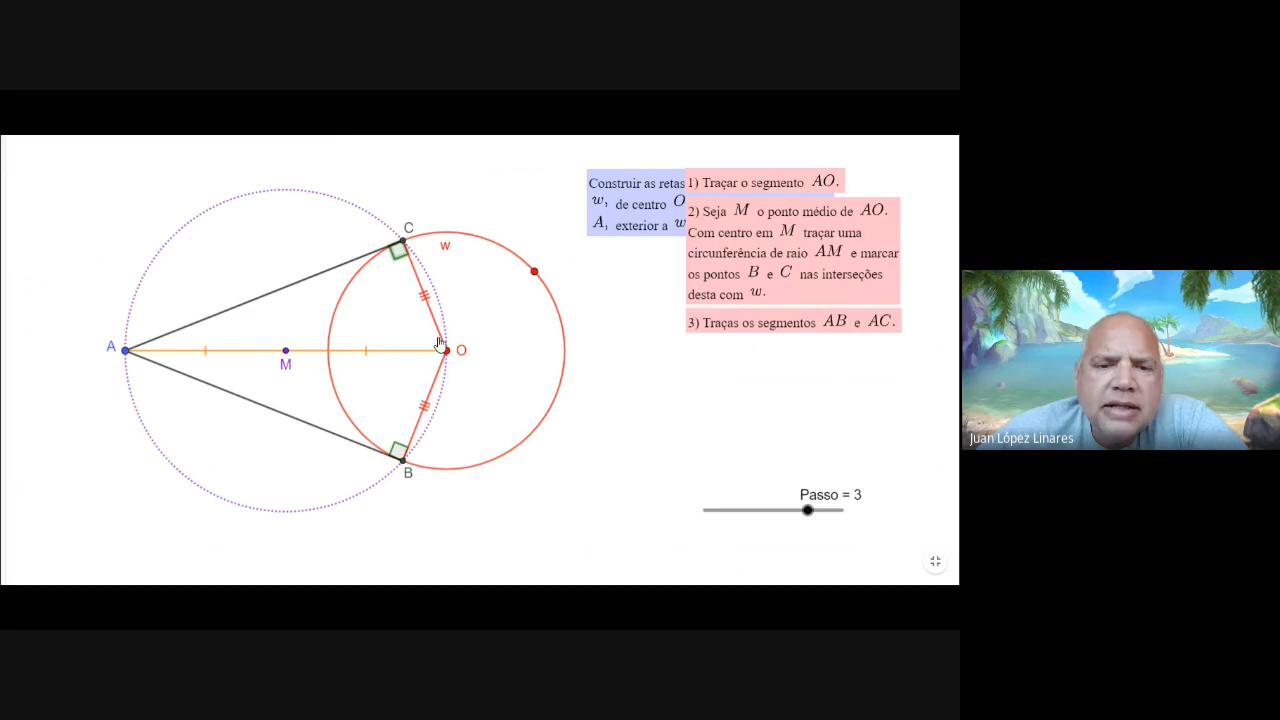 Construir as retas
w, de centro O
A, exterior a w
1) Traçar o segmento AO.
2) Seja M o ponto médio de AO.
Com centro em M traçar uma
circunferência de raio AM e marcar
os pontos B e C nas interseções
desta com w.
3) Traças os segmentos AB e AC.
C
w
A
M
O
B
Passo = 3
Juan López Linares